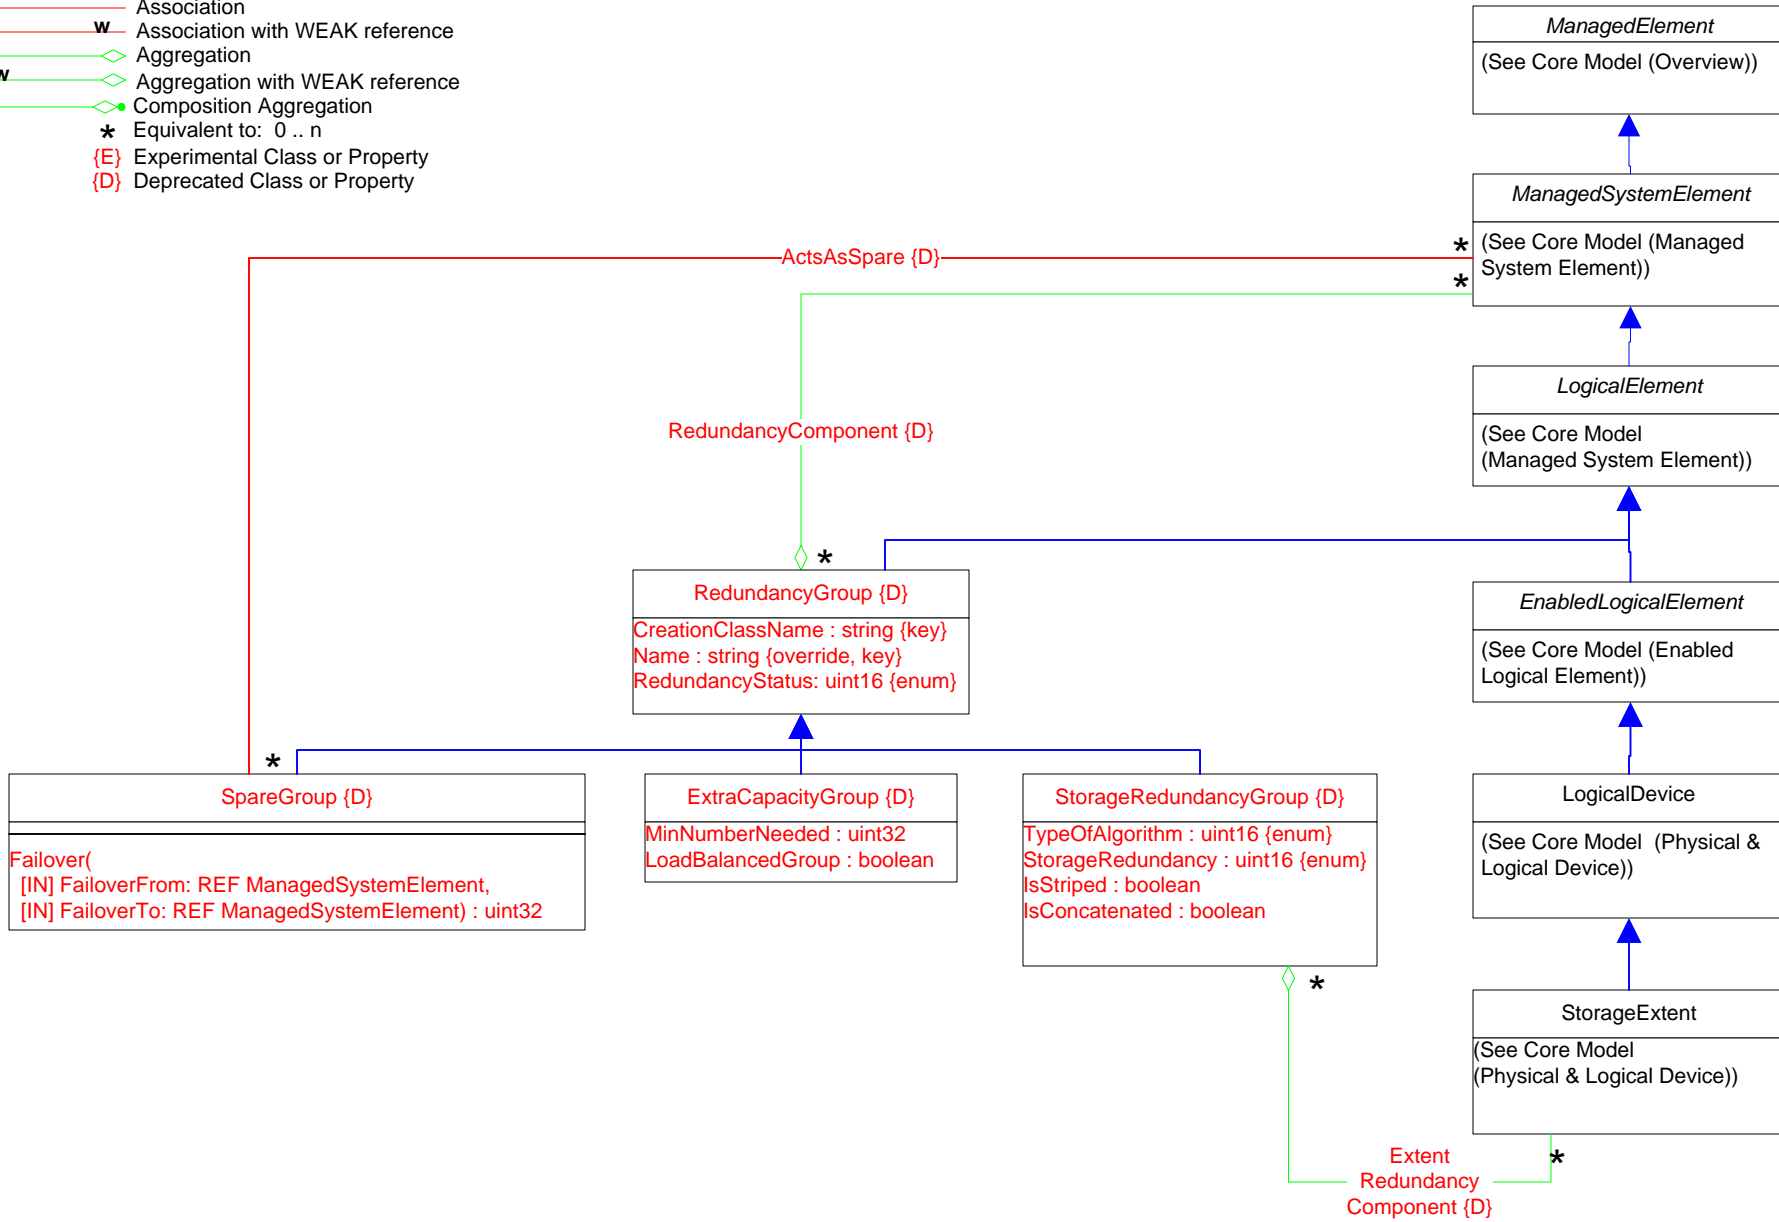 Association
w Association with WEAK reference
Aggregation
w Aggregation with WEAK reference
Composition Aggregation
* Equivalent to: 0 .. n
{E} Experimental Class or Property
{D} Deprecated Class or Property
ManagedElement
(See Core Model (Overview))
ManagedSystemElement
(See Core Model (Managed
System Element))
*
*
ActsAsSpare {D}
LogicalElement
(See Core Model
(Managed System Element))
RedundancyComponent {D}
*
RedundancyGroup {D}
CreationClassName : string {key}
Name : string {override, key}
RedundancyStatus: uint16 {enum}
EnabledLogicalElement
(See Core Model (Enabled
Logical Element))
*
SpareGroup {D}
Failover(
[IN] FailoverFrom: REF ManagedSystemElement,
[IN] FailoverTo: REF ManagedSystemElement) : uint32
ExtraCapacityGroup {D}
MinNumberNeeded : uint32
LoadBalancedGroup : boolean
StorageRedundancyGroup {D}
TypeOfAlgorithm : uint16 {enum}
StorageRedundancy : uint16 {enum}
IsStriped : boolean
IsConcatenated : boolean
*
LogicalDevice
(See Core Model (Physical &
Logical Device))
StorageExtent
(See Core Model
(Physical & Logical Device))
*
Extent
Redundancy
Component {D}